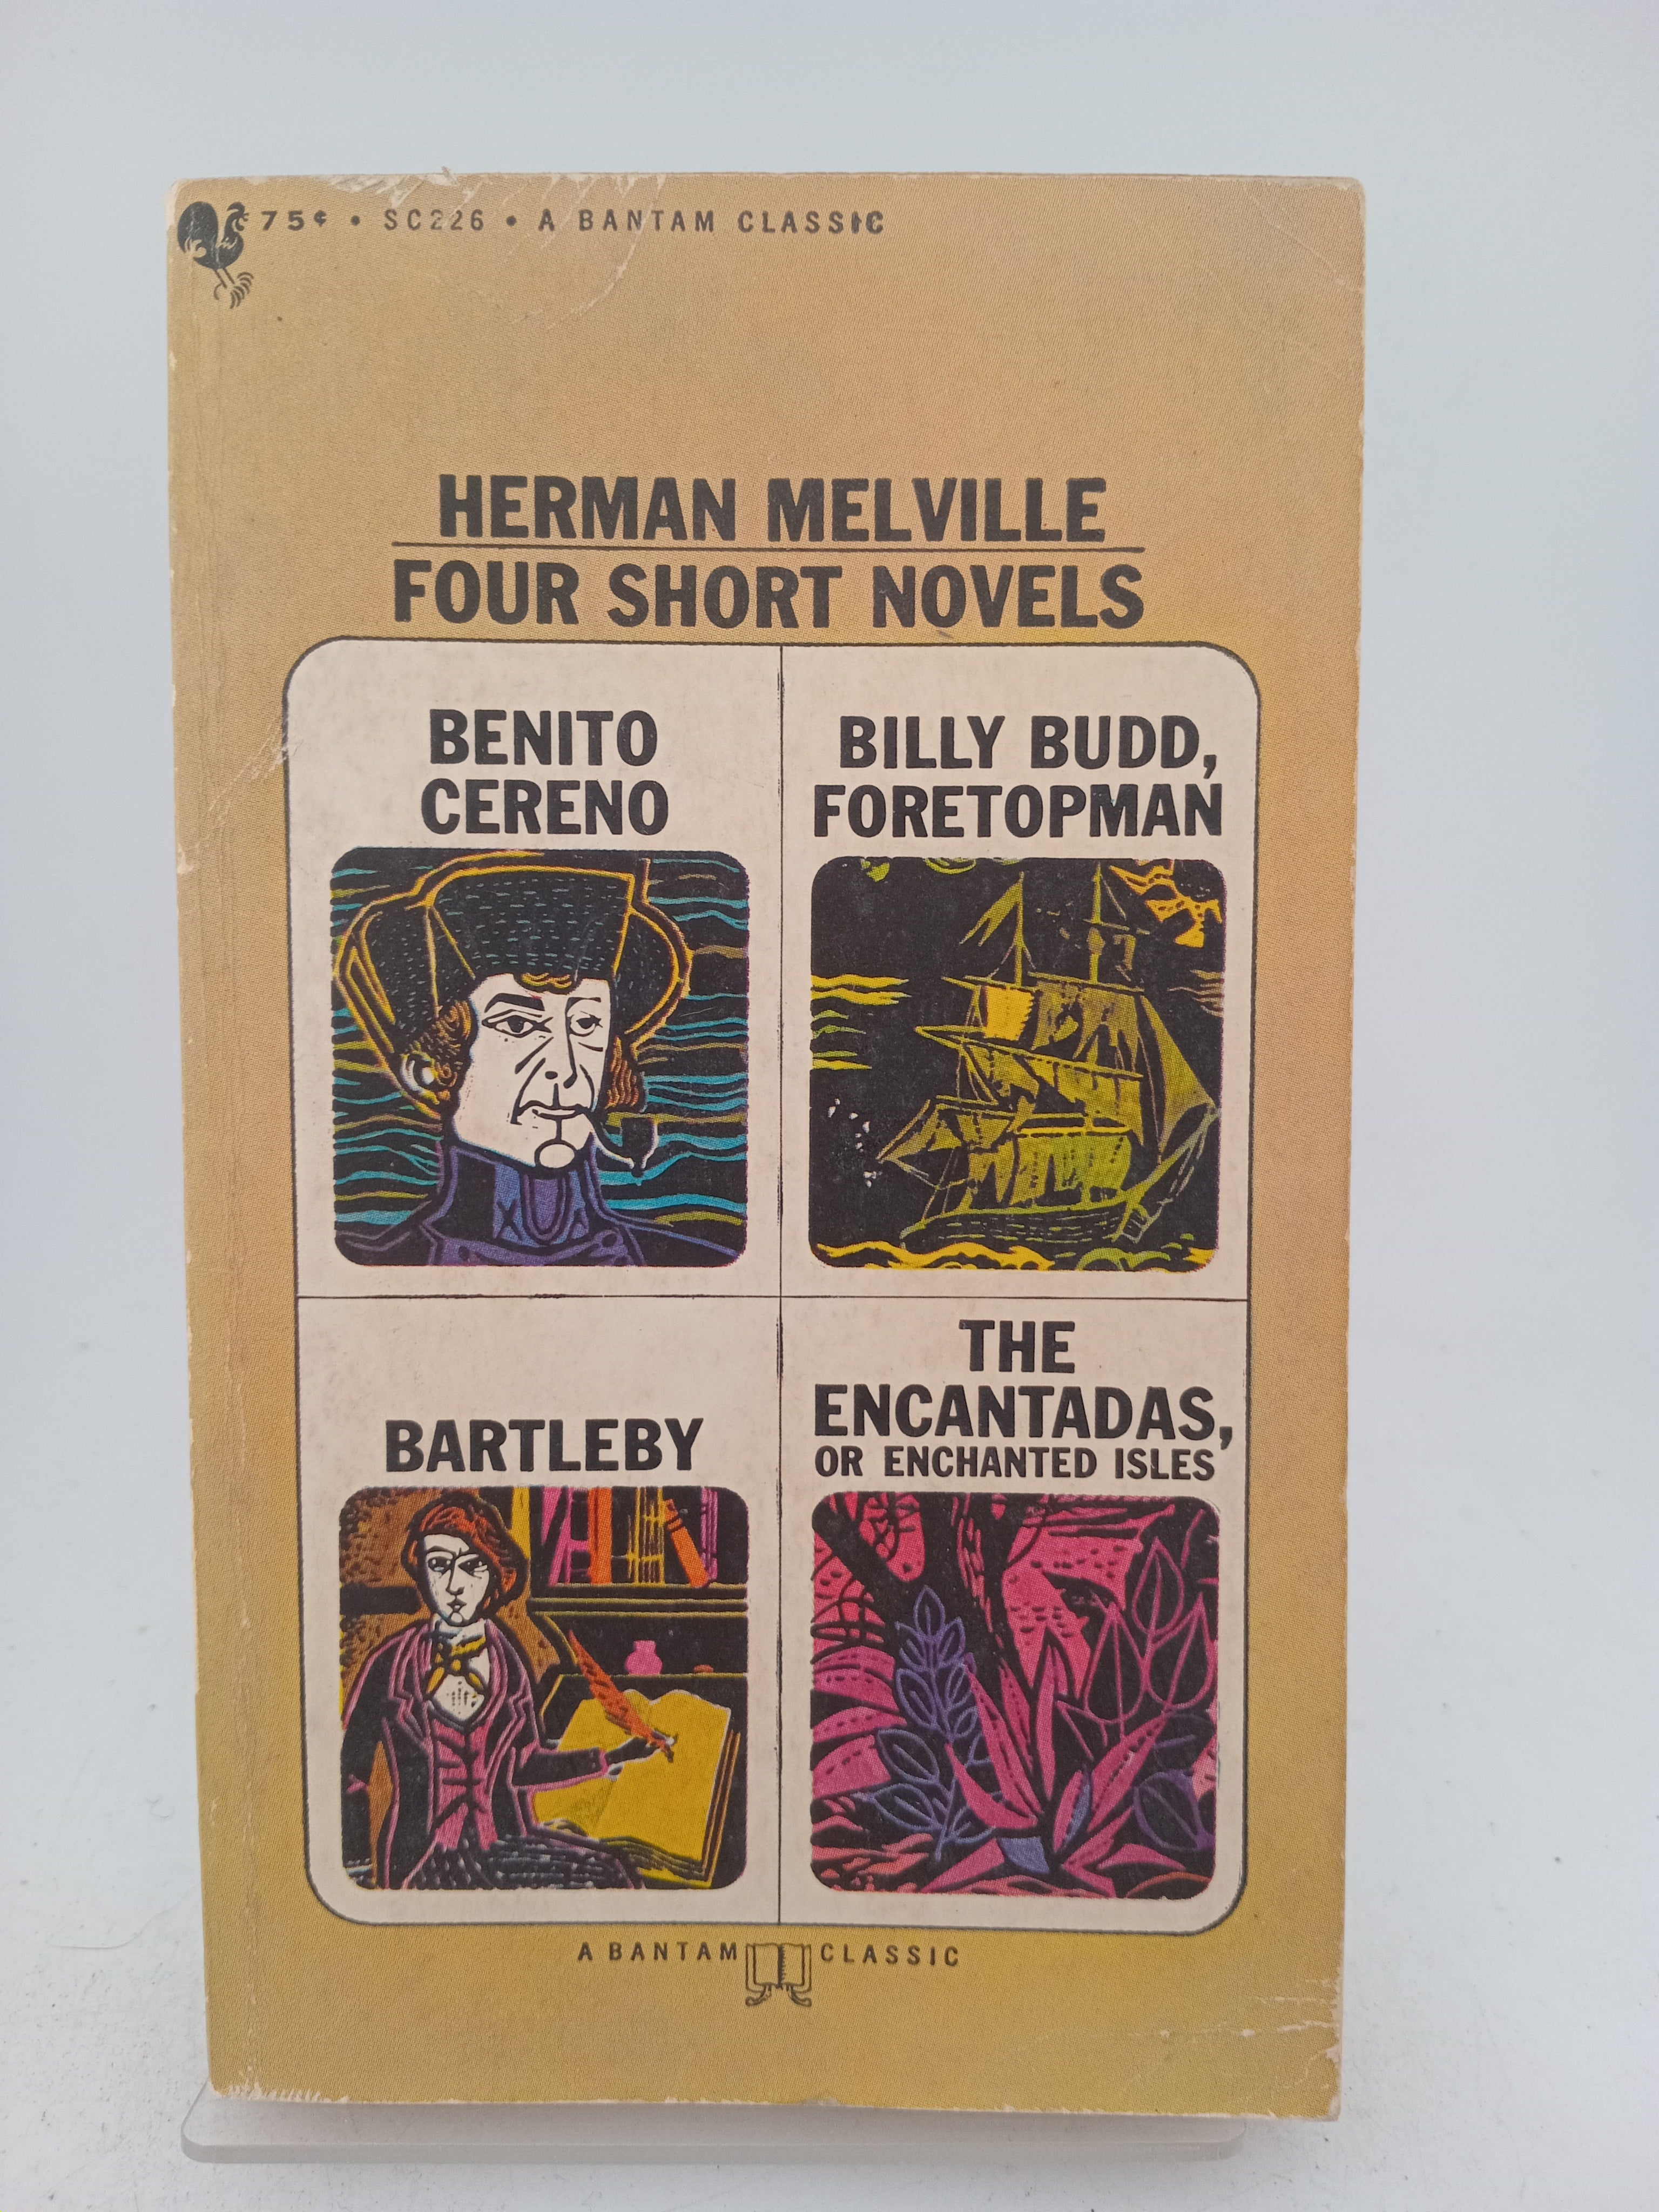 75¢ • SC226 • A BANTAM CLASSIC
HERMAN MELVILLE
FOUR SHORT NOVELS
BENITO
CERENO
BILLY BUDD,
FORETOPMAN
BARTLEBY
THE
ENCANTADAS,
OR ENCHANTED ISLES
A BANTAM CLASSIC